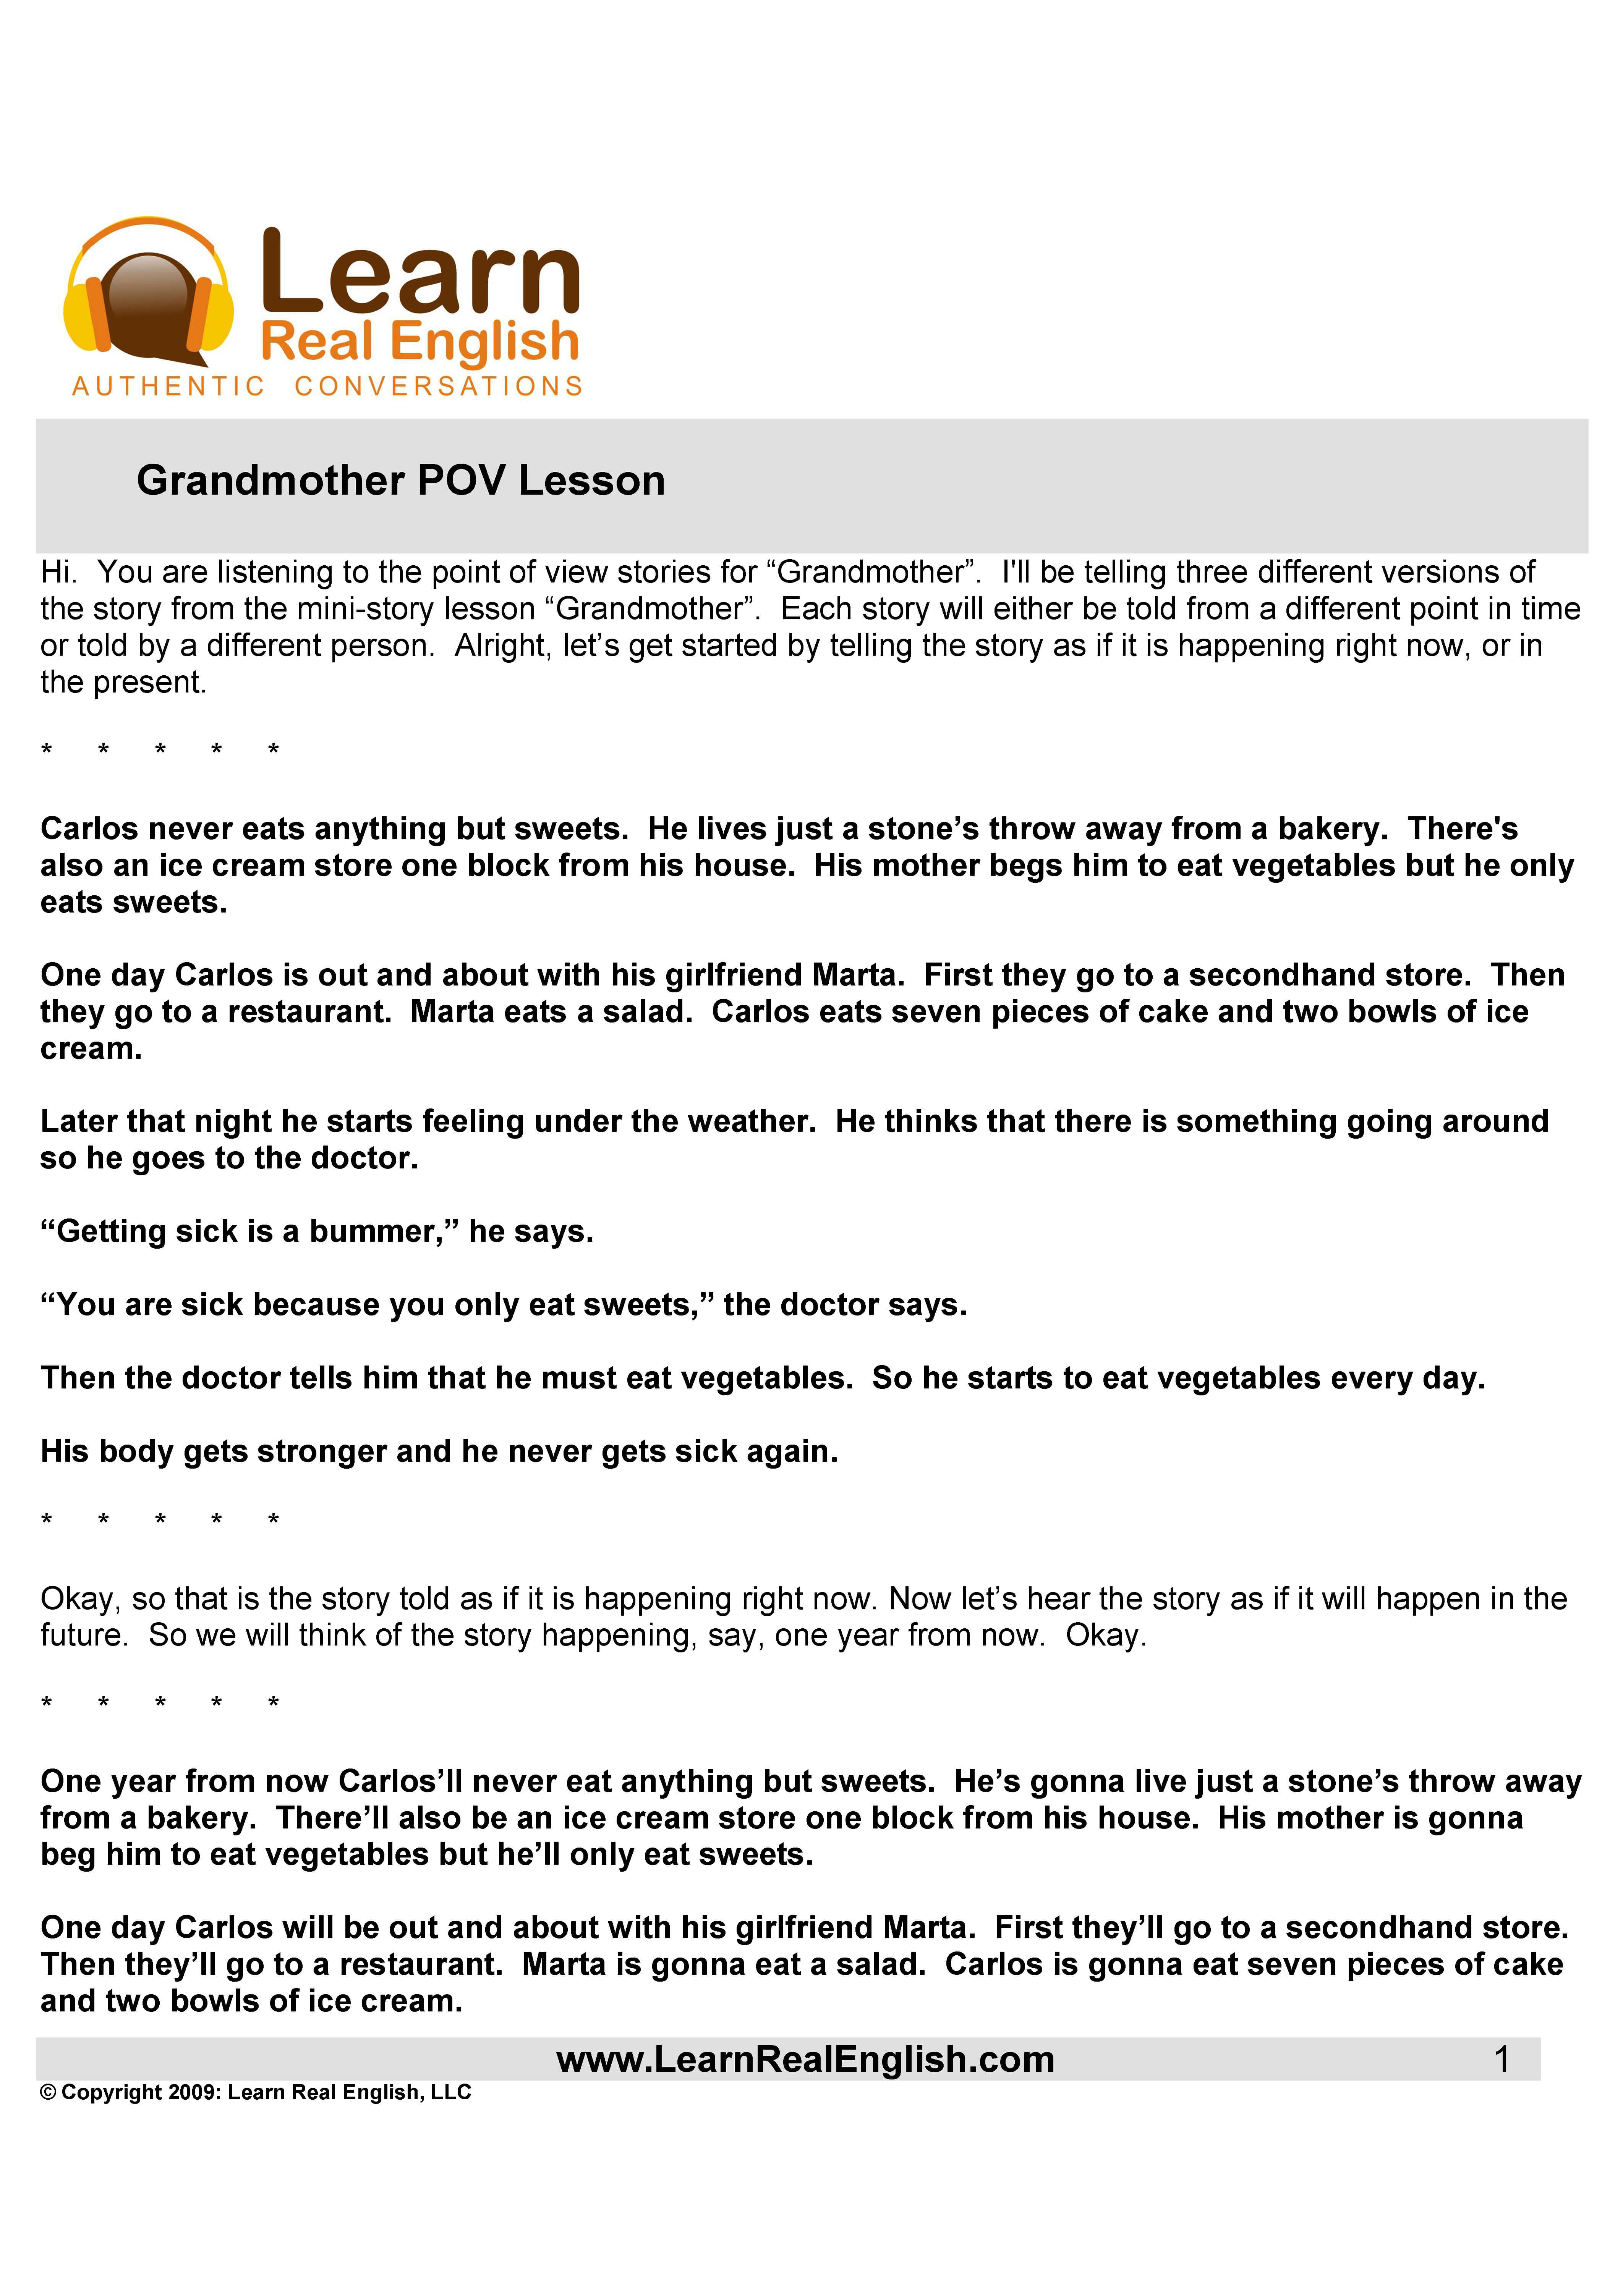 Learn
Real English
AUTHENTIC CONVERSATIONS
Grandmother POV Lesson
Hi.  You are listening to the point of view stories for “Grandmother”.  I'll be telling three different versions of
the story from the mini-story lesson “Grandmother”.  Each story will either be told from a different point in time
or told by a different person.  Alright, let’s get started by telling the story as if it is happening right now, or in
the present.
* * * * *
Carlos never eats anything but sweets.  He lives just a stone’s throw away from a bakery.  There's
also an ice cream store one block from his house.  His mother begs him to eat vegetables but he only
eats sweets.
One day Carlos is out and about with his girlfriend Marta.  First they go to a secondhand store.  Then
they go to a restaurant.  Marta eats a salad.  Carlos eats seven pieces of cake and two bowls of ice
cream.
Later that night he starts feeling under the weather.  He thinks that there is something going around
so he goes to the doctor.
“Getting sick is a bummer,” he says.
“You are sick because you only eat sweets,” the doctor says.
Then the doctor tells him that he must eat vegetables.  So he starts to eat vegetables every day.
His body gets stronger and he never gets sick again.
* * * * *
Okay, so that is the story told as if it is happening right now. Now let’s hear the story as if it will happen in the
future.  So we will think of the story happening, say, one year from now.  Okay.
* * * * *
One year from now Carlos’ll never eat anything but sweets.  He’s gonna live just a stone’s throw away
from a bakery.  There’ll also be an ice cream store one block from his house.  His mother is gonna
beg him to eat vegetables but he’ll only eat sweets.
One day Carlos will be out and about with his girlfriend Marta.  First they’ll go to a secondhand store.
Then they’ll go to a restaurant.  Marta is gonna eat a salad.  Carlos is gonna eat seven pieces of cake
and two bowls of ice cream.
www.LearnRealEnglish.com 1
© Copyright 2009: Learn Real English, LLC